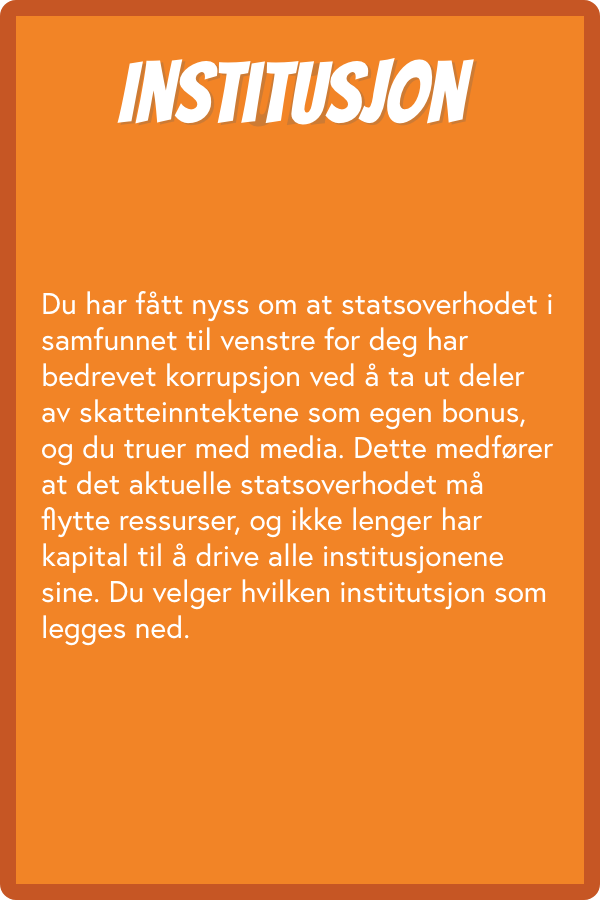 INSTITUSJON
Du har fått nyss om at statsoverhodet i
samfunnet til venstre for deg har
bedrevet korrupsjon ved å ta ut deler
av skatteinntektene som egen bonus,
og du truer med media. Dette medfører
at det aktuelle statsoverhodet må
flytte ressurser, og ikke lenger har
kapital til å drive alle institusjonene
sine. Du velger hvilken institutsjon som
legges ned.